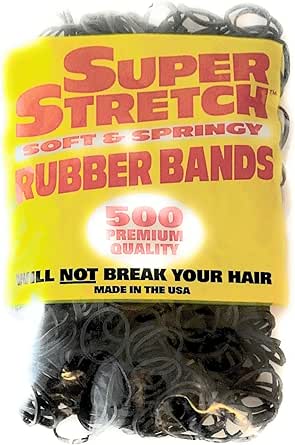 SUPER
STRETCH™
SOFT & SPRINGY
RUBBER BANDS
500
PREMIUM
QUALITY
WILL NOT BREAK YOUR HAIR
MADE IN THE USA